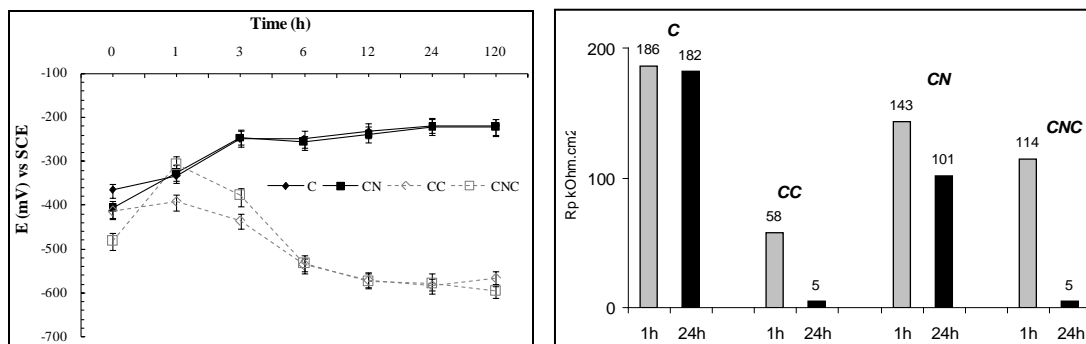 Time (h)
0 1 3 6 12 24 120
-100
-200
-300
-400
-500
-600
-700
E (mV) vs SCE
C CN CC CNC
Rp kOhm.cm2
200
100
0
C
186 182
CC
58 5
CN
143 101
CNC
114 5
1h 24h 1h 24h 1h 24h 1h 24h